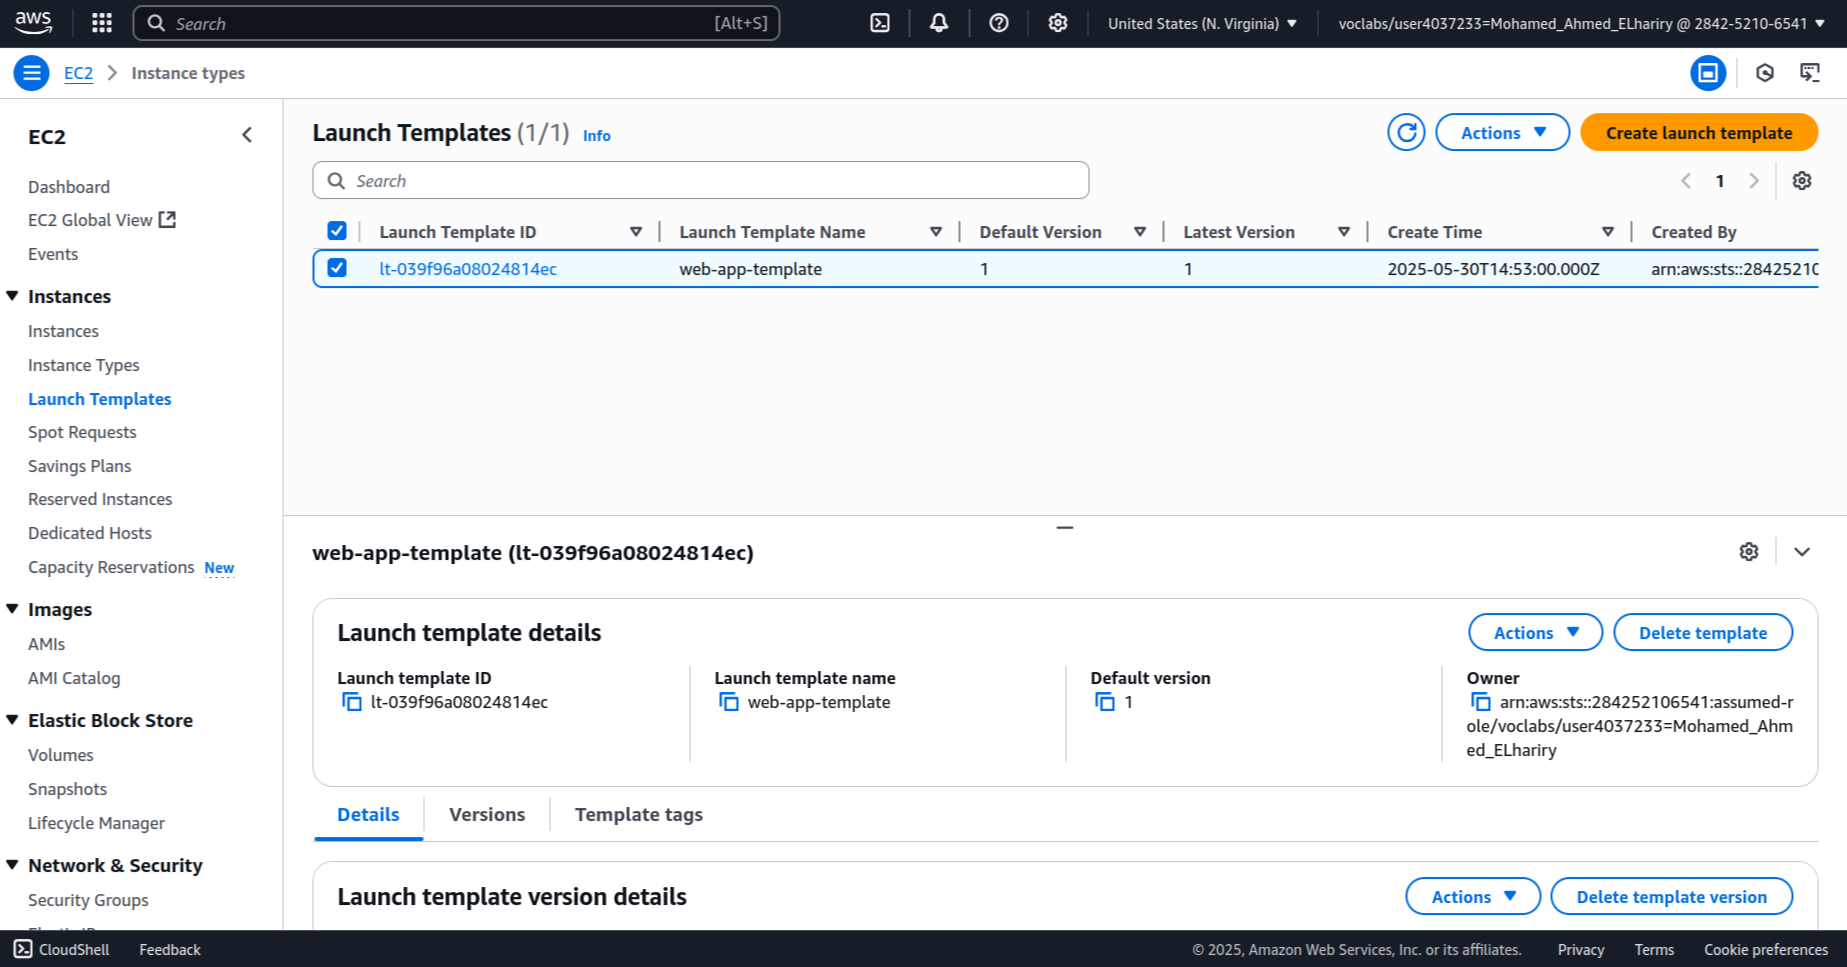 aws
Search [Alt+S]
United States (N. Virginia)
voclabs/user4037233=Mohamed_Ahmed_ELhariry @ 2842-5210-6541
EC2 Instance types
EC2
Dashboard
EC2 Global View
Events
Instances
Instances
Instance Types
Launch Templates
Spot Requests
Savings Plans
Reserved Instances
Dedicated Hosts
Capacity Reservations New
Images
AMIs
AMI Catalog
Elastic Block Store
Volumes
Snapshots
Lifecycle Manager
Network & Security
Security Groups
Launch Templates (1/1) Info
Actions
Create launch template
Search
1
Launch Template ID Launch Template Name Default Version Latest Version Create Time Created By
lt-039f96a08024814ec web-app-template 1 1 2025-05-30T14:53:00.000Z arn:aws:sts::28425210
web-app-template (lt-039f96a08024814ec)
Launch template details
Actions
Delete template
Launch template ID
lt-039f96a08024814ec
Launch template name
web-app-template
Default version
1
Owner
arn:aws:sts::284252106541:assumed-r
ole/voclabs/user4037233=Mohamed_Ahm
ed_ELhariry
Details Versions Template tags
Launch template version details
Actions
Delete template version
CloudShell Feedback
© 2025, Amazon Web Services, Inc. or its affiliates. Privacy Terms Cookie preferences